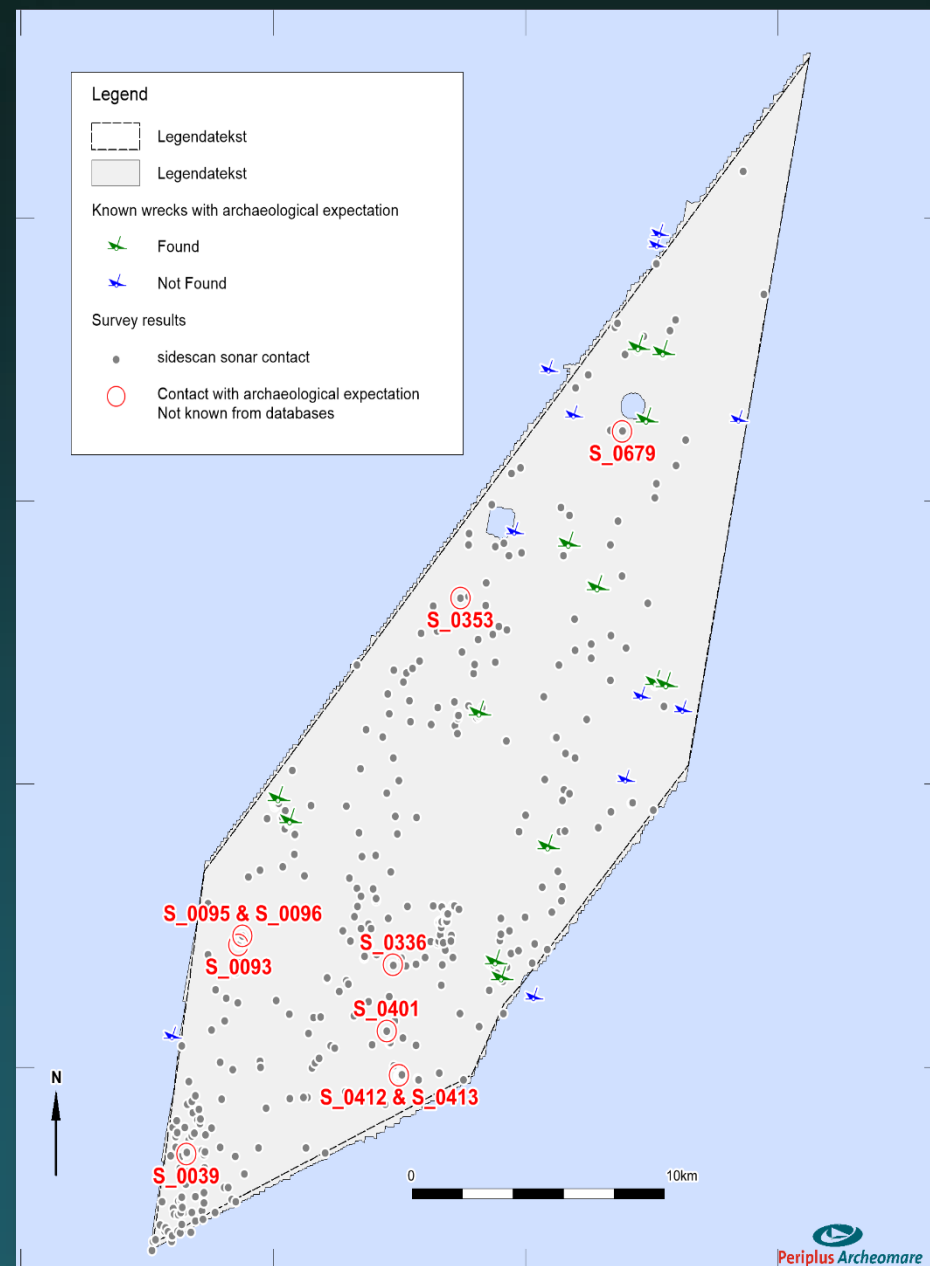 Legend
Legendatekst
Legendatekst
Known wrecks with archaeological expectation
Found
Not Found
Survey results
sidescan sonar contact
Contact with archaeological expectation
Not known from databases
S_0679
S_0353
S_0095 & S_0096
S_0093
S_0336
S_0401
S_0412 & S_0413
S_0039
N
0 10km
Periplus Archeomare